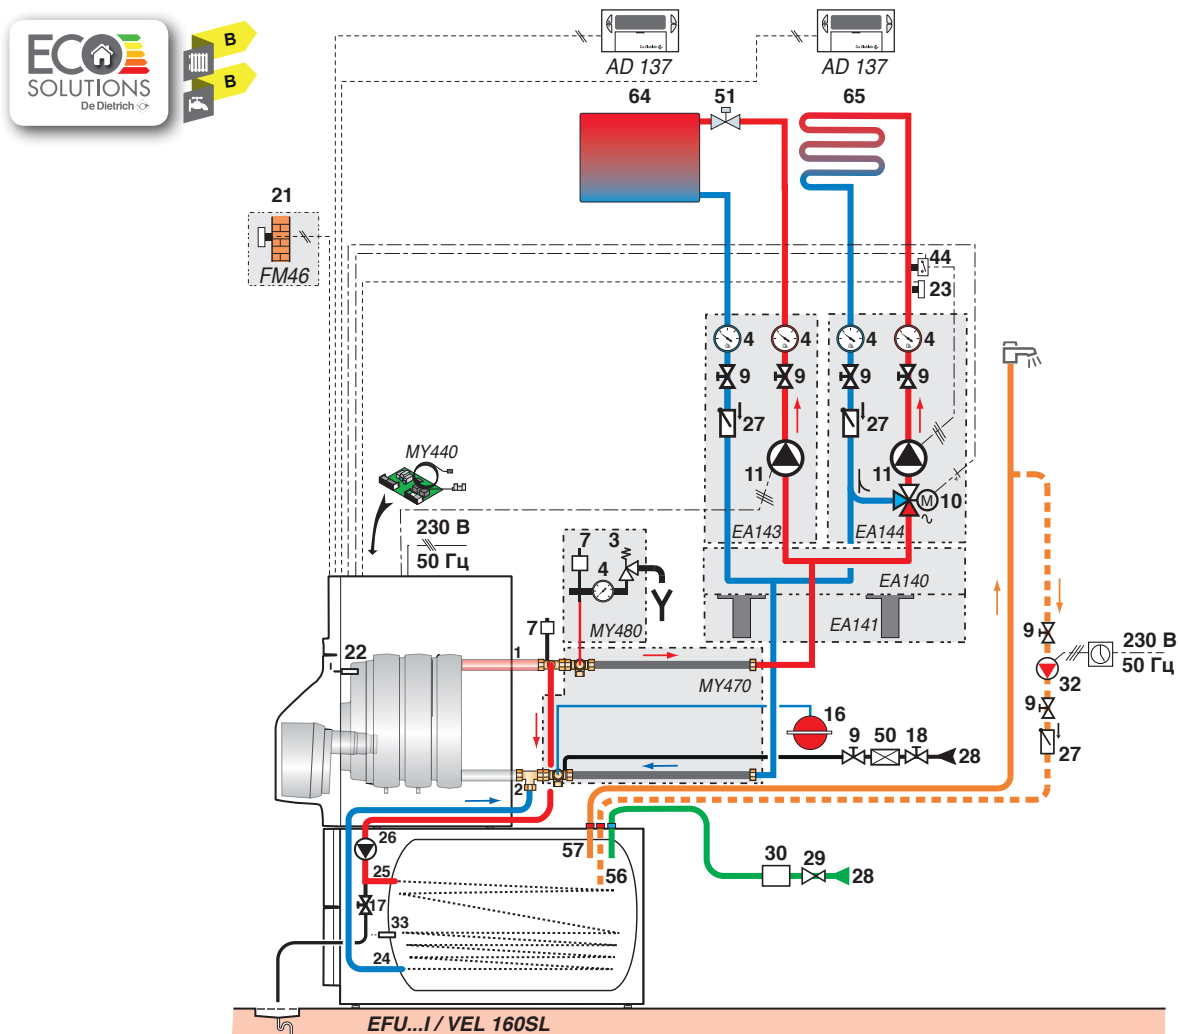 ECO
SOLUTIONS
De Dietrich
B
B
AD 137
AD 137
64
51
65
21
FM46
44
23
4
4
4
4
9
9
9
9
27
27
MY440
11
11
M
10
EA143
EA144
230 В
50 Гц
7
3
4
EA140
EA141
MY480
9
230 В
50 Гц
32
7
22
1
MY470
9
16
9
50
18
28
27
2
26
57
25
56
30
29
28
17
33
24
EFU...I / VEL 160SL